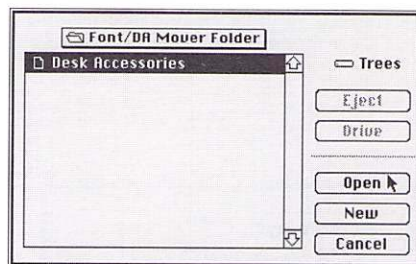 Font/DA Mover Folder
Desk Accessories
Trees
Eject
Drive
Open
New
Cancel